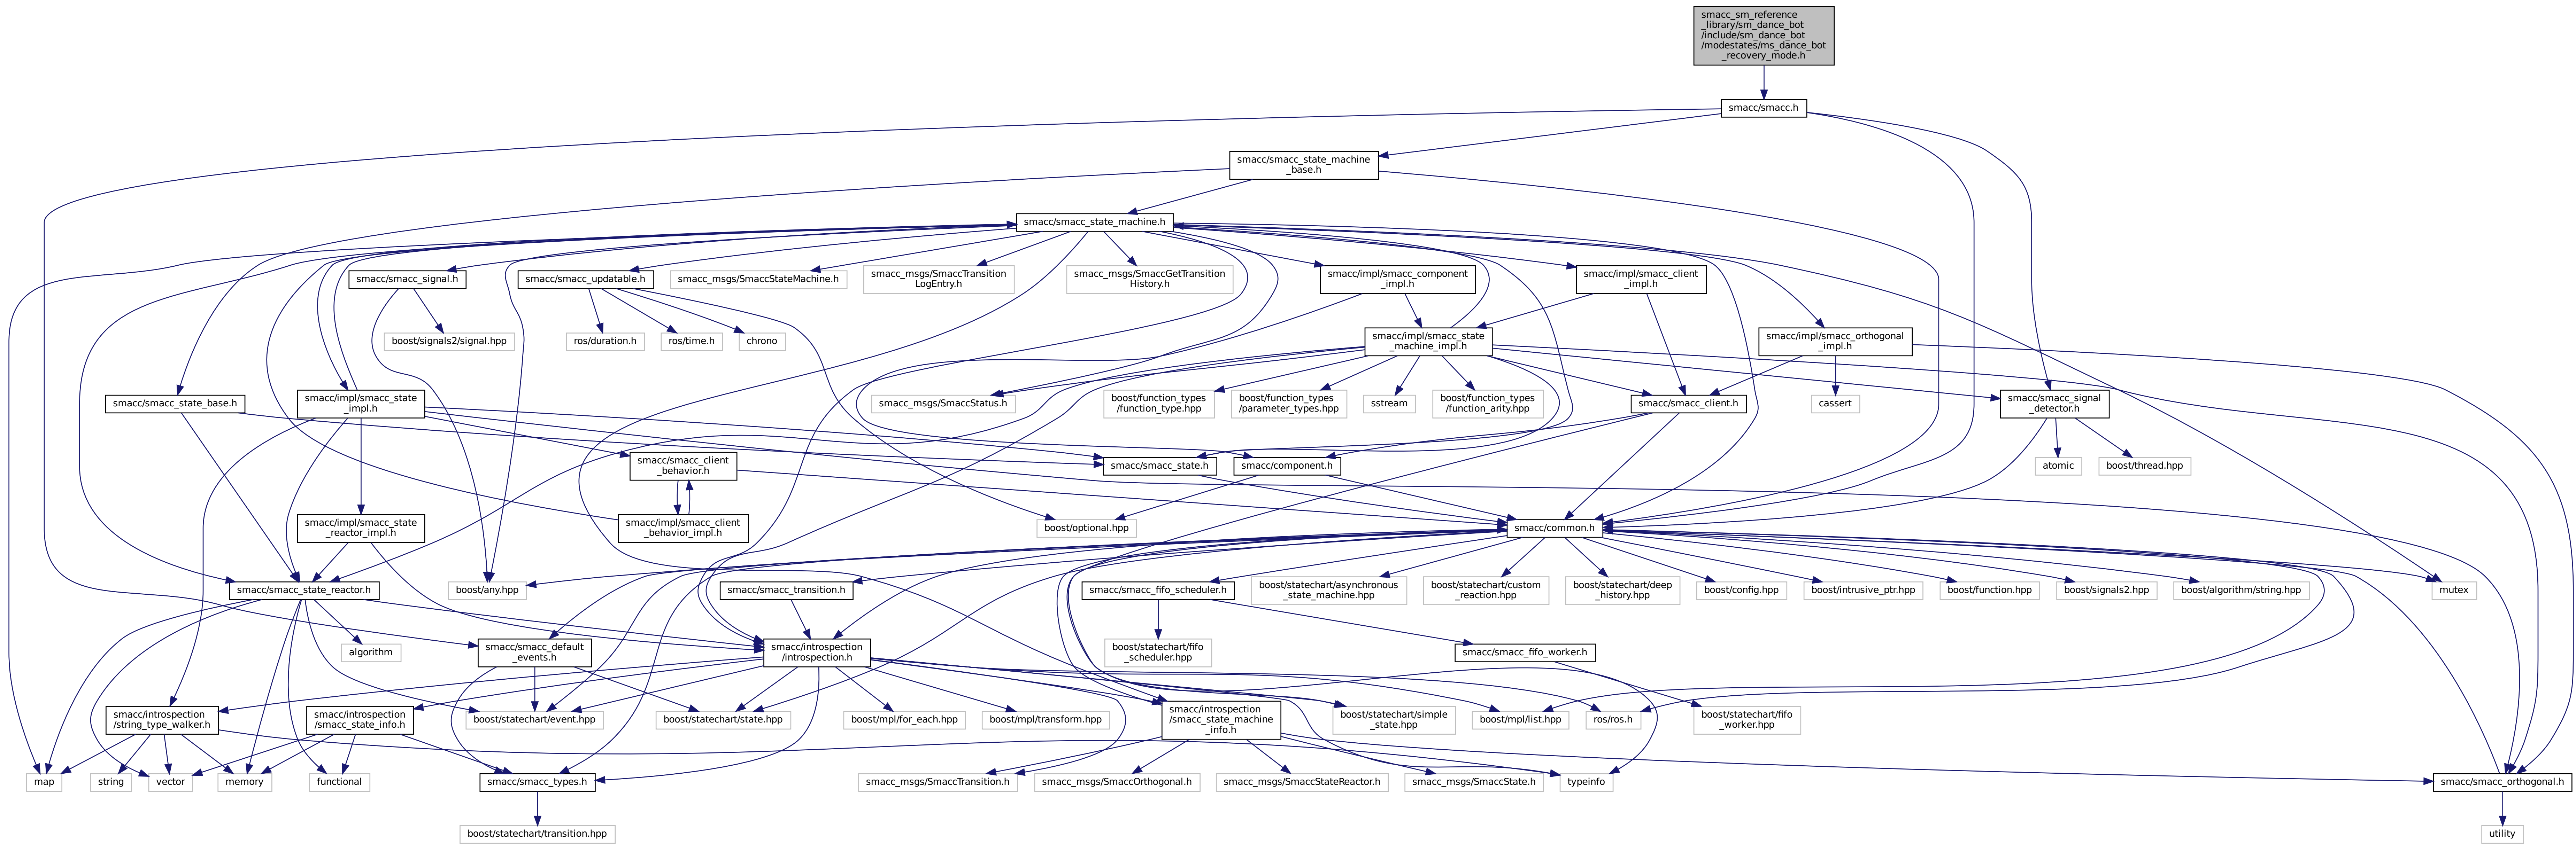 smacc_sm_reference
_library/sm_dance_bot
/include/sm_dance_bot
/modestates/ms_dance_bot
_recovery_mode.h
smacc/smacc.h
smacc/smacc_state_machine
_base.h
smacc/smacc_state_machine.h
smacc/smacc_signal.h
smacc/smacc_updatable.h
smacc_msgs/SmaccStateMachine.h
smacc_msgs/SmaccTransition
LogEntry.h
smacc_msgs/SmaccGetTransition
History.h
smacc/impl/smacc_component
_impl.h
smacc/impl/smacc_client
_impl.h
boost/signals2/signal.hpp
ros/duration.h
ros/time.h
chrono
smacc/impl/smacc_state
_machine_impl.h
smacc/impl/smacc_orthogonal
_impl.h
smacc/smacc_state_base.h
smacc/impl/smacc_state
_impl.h
smacc_msgs/SmaccStatus.h
boost/function_types
/function_type.hpp
boost/function_types
/parameter_types.hpp
sstream
boost/function_types
/function_arity.hpp
smacc/smacc_client.h
cassert
smacc/smacc_signal
_detector.h
smacc/smacc_client
_behavior.h
smacc/smacc_state.h
smacc/component.h
atomic
boost/thread.hpp
smacc/impl/smacc_state
_reactor_impl.h
smacc/impl/smacc_client
_behavior_impl.h
boost/optional.hpp
smacc/common.h
smacc/smacc_state_reactor.h
boost/any.hpp
smacc/smacc_transition.h
smacc/smacc_fifo_scheduler.h
boost/statechart/asynchronous
_state_machine.hpp
boost/statechart/custom
_reaction.hpp
boost/statechart/deep
_history.hpp
boost/config.hpp
boost/intrusive_ptr.hpp
boost/function.hpp
boost/signals2.hpp
boost/algorithm/string.hpp
mutex
algorithm
smacc/smacc_default
_events.h
smacc/introspection
/introspection.h
boost/statechart/fifo
_scheduler.hpp
smacc/smacc_fifo_worker.h
smacc/introspection
/string_type_walker.h
smacc/introspection
/smacc_state_info.h
boost/statechart/event.hpp
boost/statechart/state.hpp
boost/mpl/for_each.hpp
boost/mpl/transform.hpp
smacc/introspection
/smacc_state_machine
_info.h
boost/statechart/simple
_state.hpp
boost/mpl/list.hpp
ros/ros.h
boost/statechart/fifo
_worker.hpp
map
string
vector
memory
functional
smacc/smacc_types.h
smacc_msgs/SmaccTransition.h
smacc_msgs/SmaccOrthogonal.h
smacc_msgs/SmaccStateReactor.h
smacc_msgs/SmaccState.h
typeinfo
smacc/smacc_orthogonal.h
boost/statechart/transition.hpp
utility